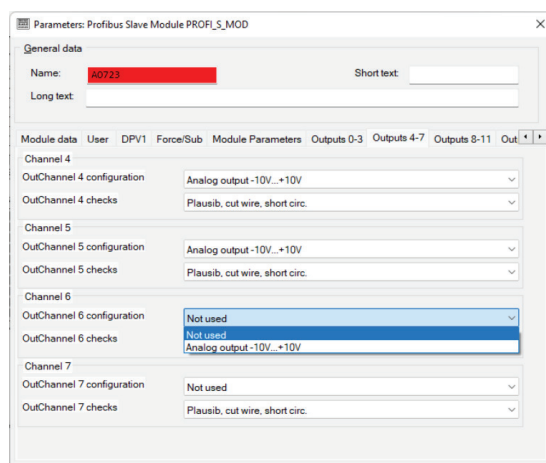 Parameters: Profibus Slave Module PROFI_S_MOD
General data
Name: A0723 Short text:
Long text:
Module data User DPV1 Force/Sub Module Parameters Outputs 0-3 Outputs 4-7 Outputs 8-11 Out
Channel 4
OutChannel 4 configuration Analog output -10V...+10V
OutChannel 4 checks Plausib, cut wire, short circ.
Channel 5
OutChannel 5 configuration Analog output -10V...+10V
OutChannel 5 checks Plausib, cut wire, short circ.
Channel 6
OutChannel 6 configuration Not used
Not used
OutChannel 6 checks Analog output -10V...+10V
Channel 7
OutChannel 7 configuration Not used
OutChannel 7 checks Plausib, cut wire, short circ.